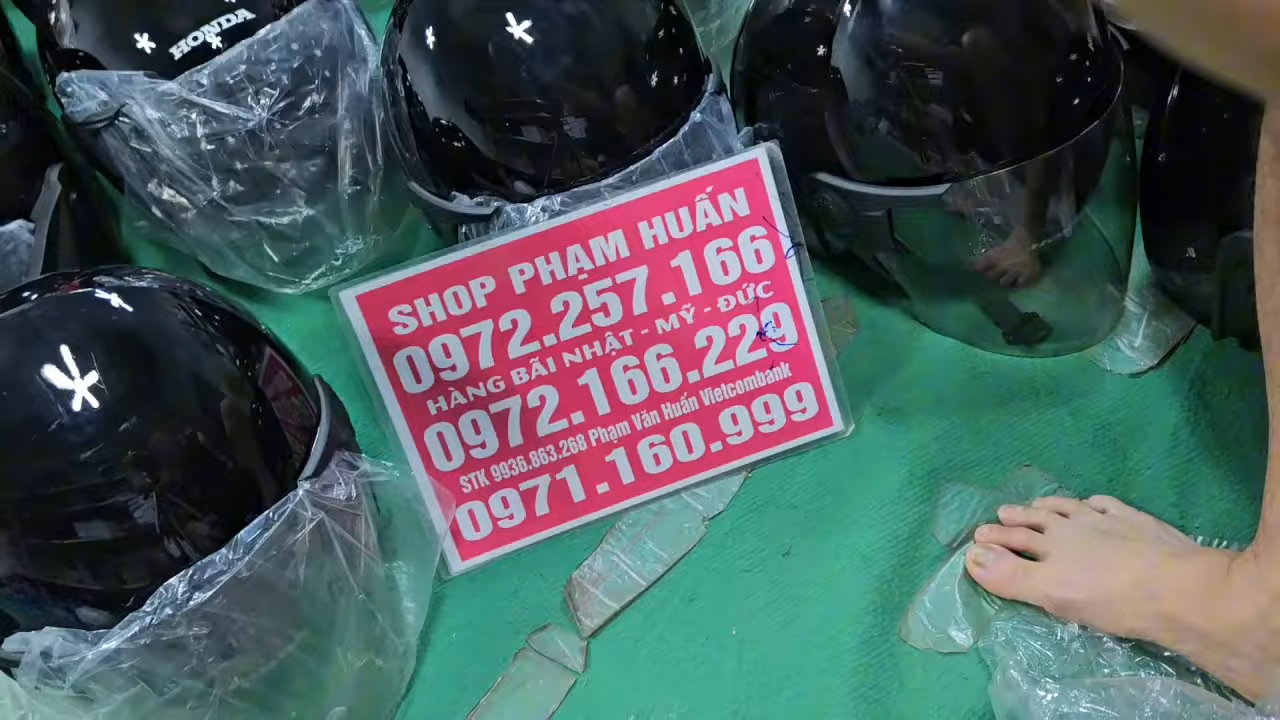 HONDA
SHOP PHẠM HUẤN
0972.257.166
HÀNG BÃI NHẬT - MỸ - ĐỨC
0972.166.229
STK 9936.863.268 Phạm Văn Huấn Vietcombank
0971.160.999